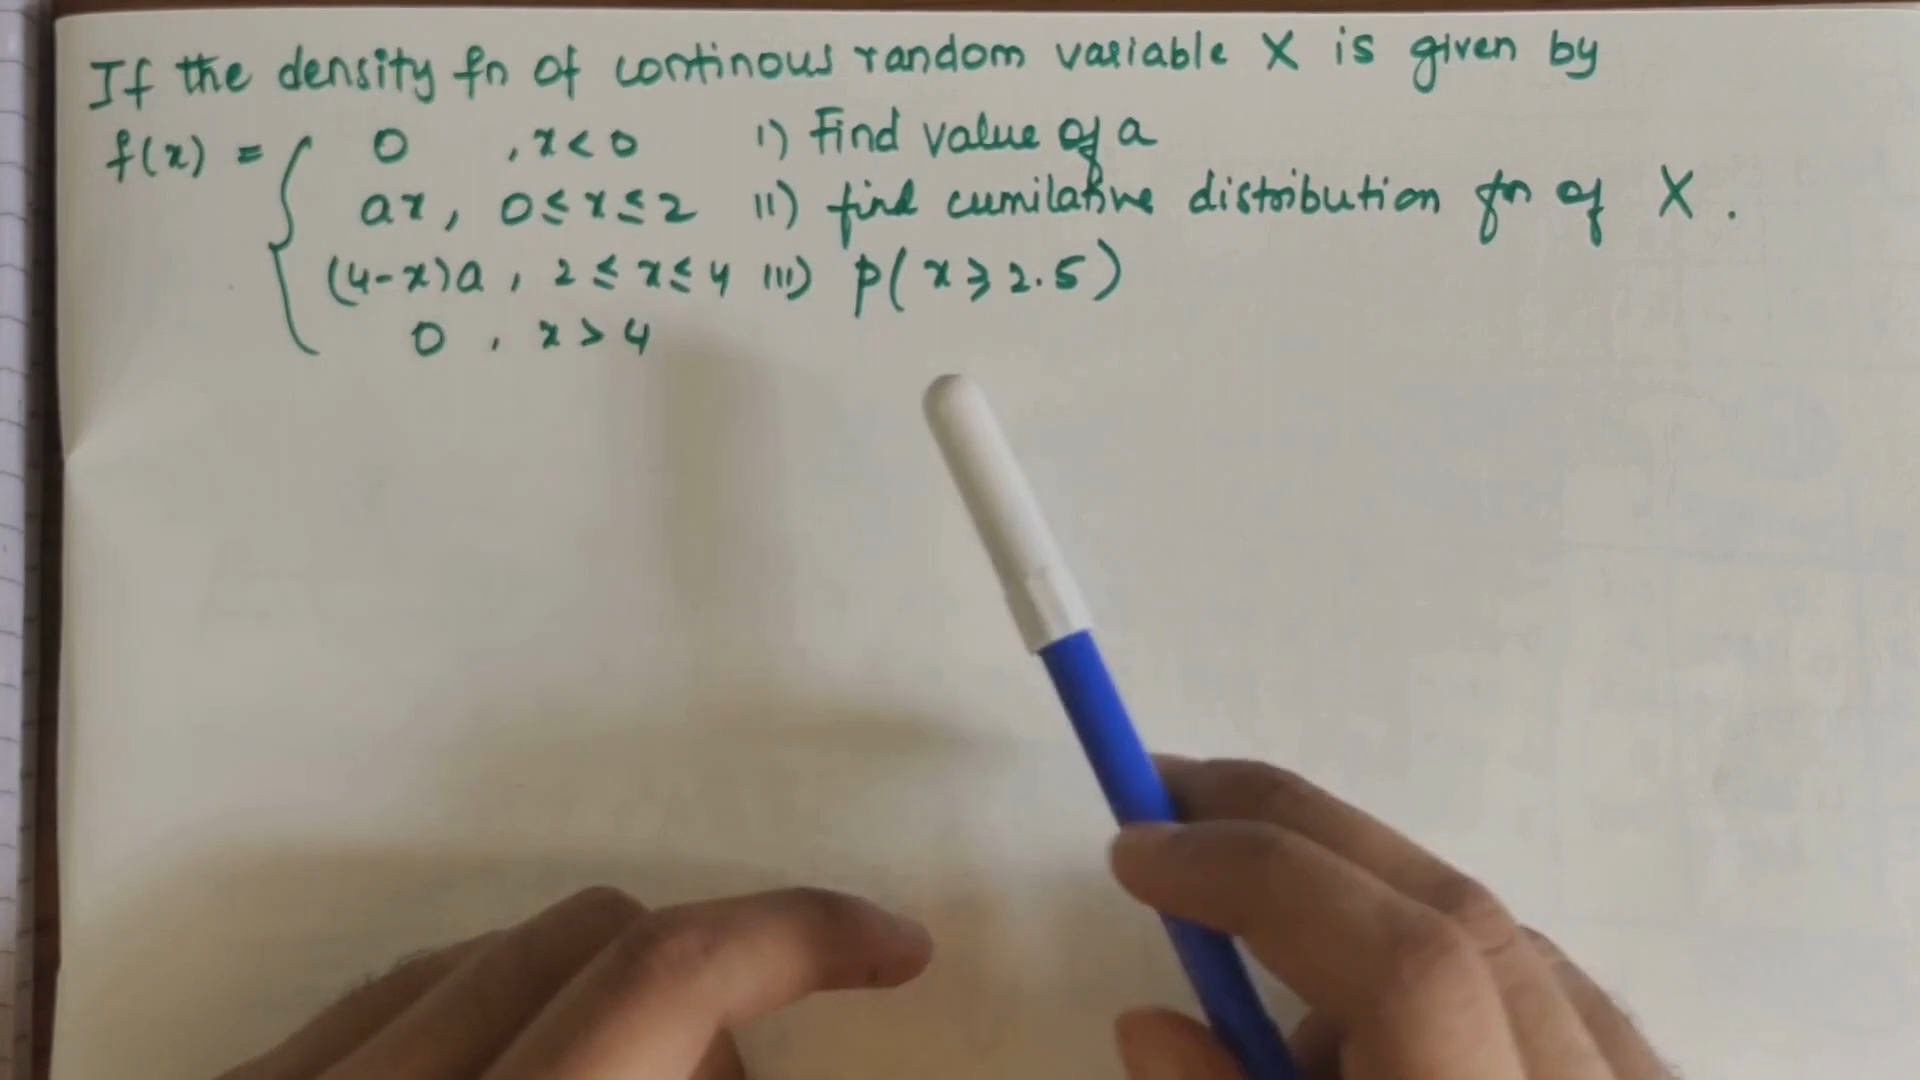 If the density fn of continous random variable X is given by
f(x) = { 0 , x < 0 i) Find value of a
ax, 0 ≤ x ≤ 2 ii) find cumilative distribution fn of X.
(4-x)a, 2 ≤ x ≤ 4 iii) p(x ≥ 2.5)
0 , x > 4